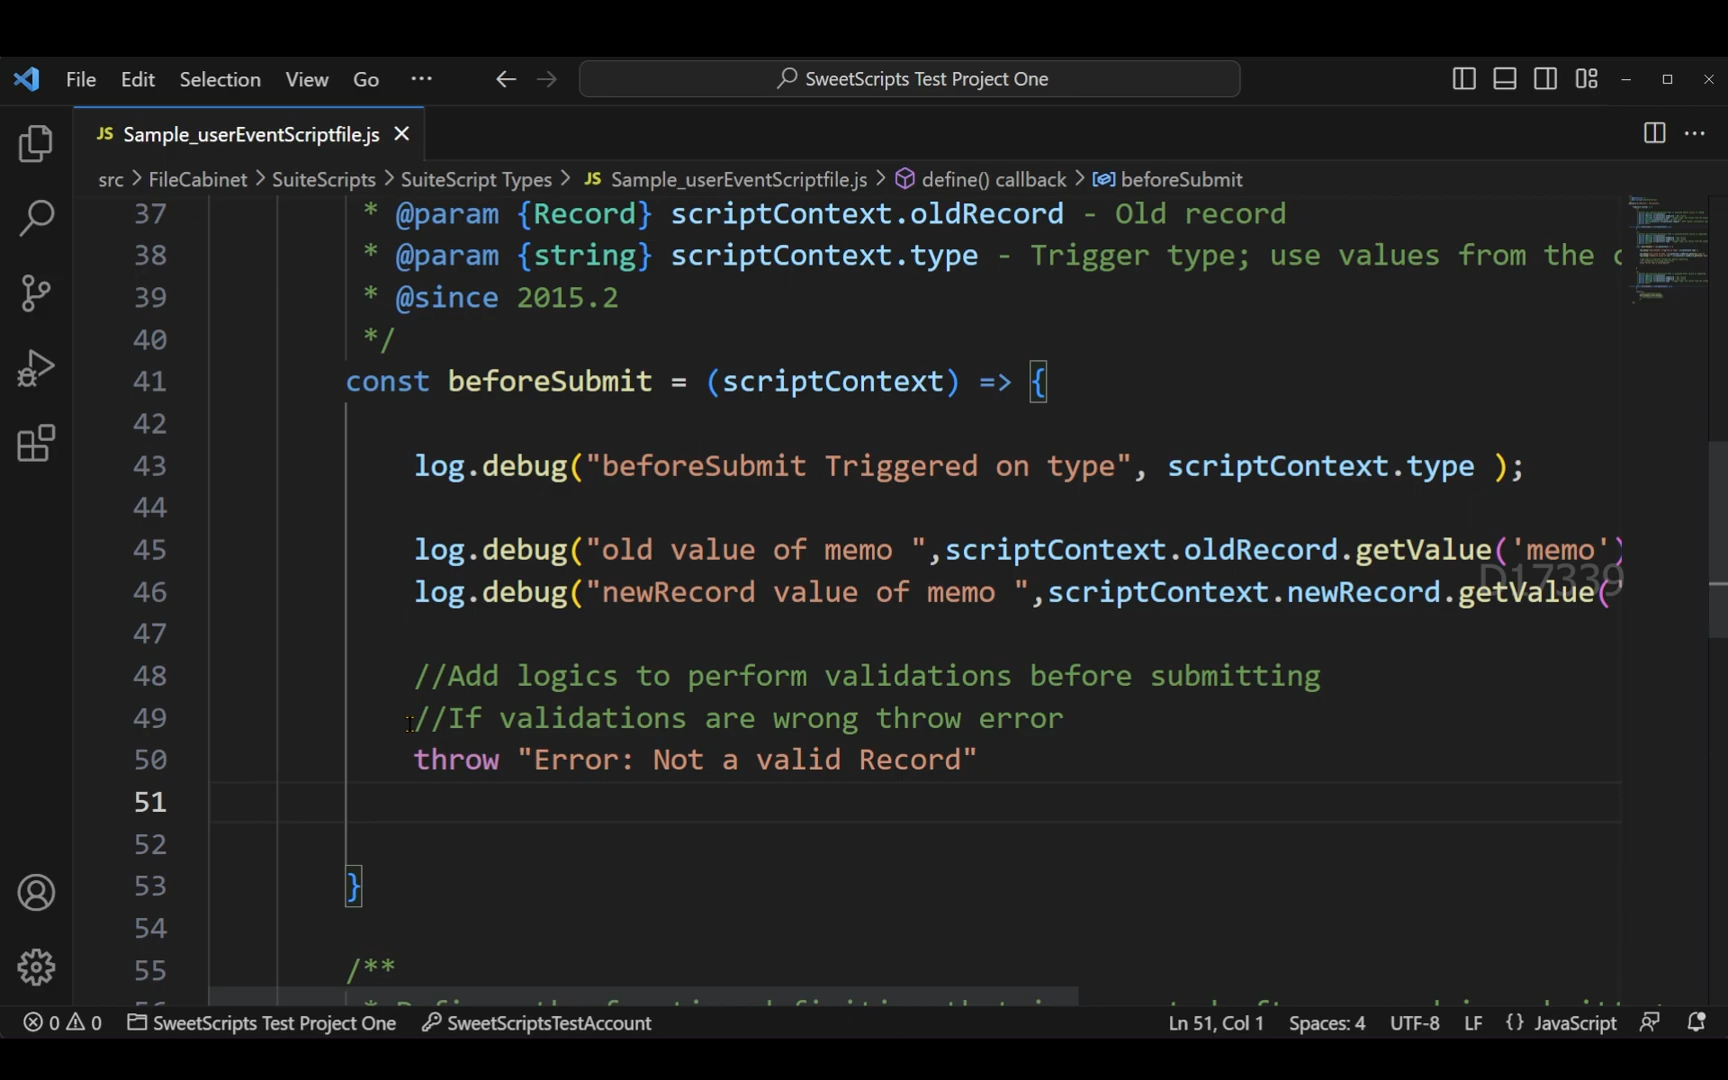 File Edit Selection View Go ··· SweetScripts Test Project One
JS Sample_userEventScriptfile.js
src > FileCabinet > SuiteScripts > SuiteScript Types > JS Sample_userEventScriptfile.js > define() callback > beforeSubmit
37 * @param {Record} scriptContext.oldRecord - Old record
38 * @param {string} scriptContext.type - Trigger type; use values from the
39 * @since 2015.2
40 */
41 const beforeSubmit = (scriptContext) => {
42
43 log.debug("beforeSubmit Triggered on type", scriptContext.type );
44
45 log.debug("old value of memo ",scriptContext.oldRecord.getValue('memo')
46 log.debug("newRecord value of memo ",scriptContext.newRecord.getValue(
D17339
47
48 //Add logics to perform validations before submitting
49 //If validations are wrong throw error
50 throw "Error: Not a valid Record"
51
52
53 }
54
55 /**
0 0 SweetScripts Test Project One SweetScriptsTestAccount Ln 51, Col 1 Spaces: 4 UTF-8 LF {} JavaScript